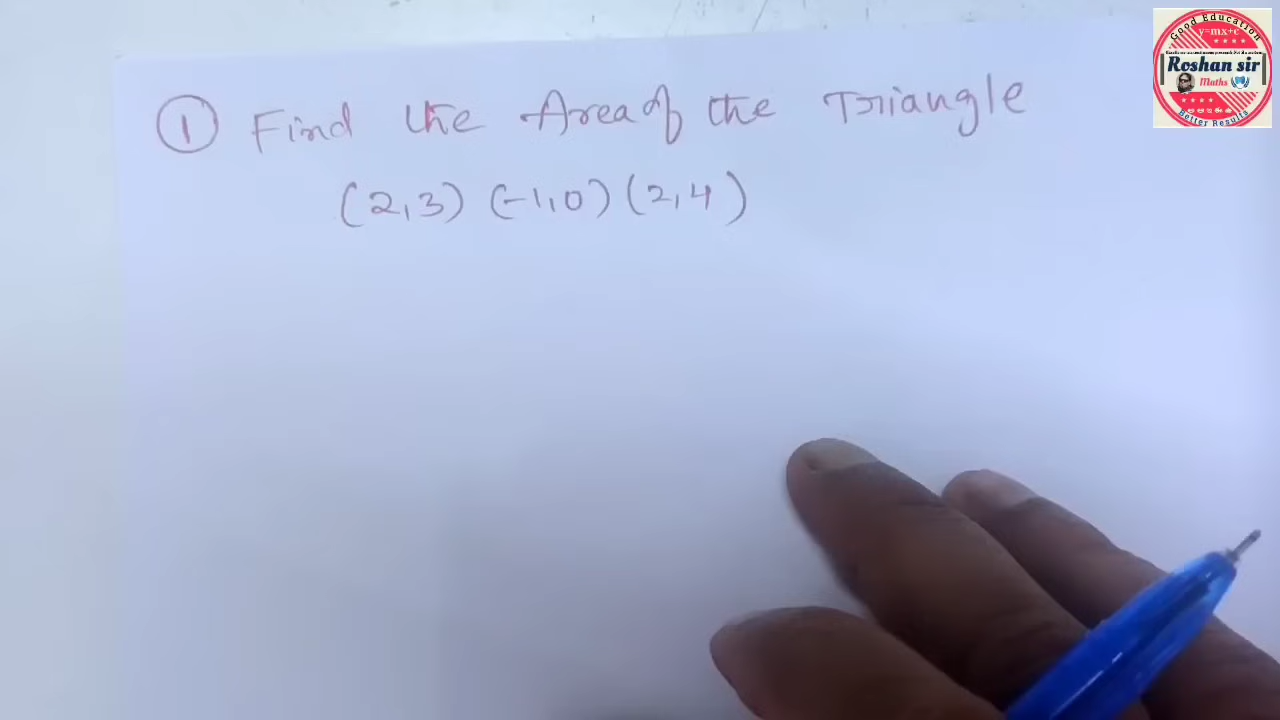 ① Find the Area of the Triangle
(2,3) (-1,0) (2,4)
Good Education
y=mx+c
Roshan sir
Maths
Better Results